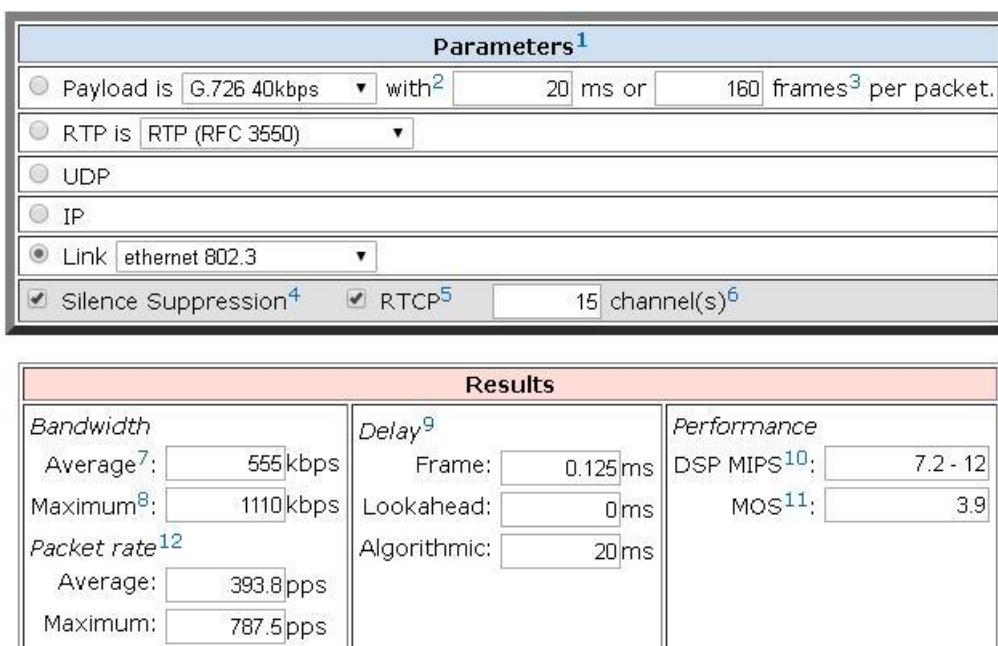 Parameters1
Payload is G.726 40kbps with2 20 ms or 160 frames3 per packet.
RTP is RTP (RFC 3550)
UDP
IP
Link ethernet 802.3
Silence Suppression4 RTCP5 15 channel(s)6
Results
Bandwidth
Average7: 555 kbps
Maximum8: 1110 kbps
Packet rate12
Average: 393.8 pps
Maximum: 787.5 pps
Delay9
Frame: 0.125 ms
Lookahead: 0 ms
Algorithmic: 20 ms
Performance
DSP MIPS10: 7.2 - 12
MOS11: 3.9